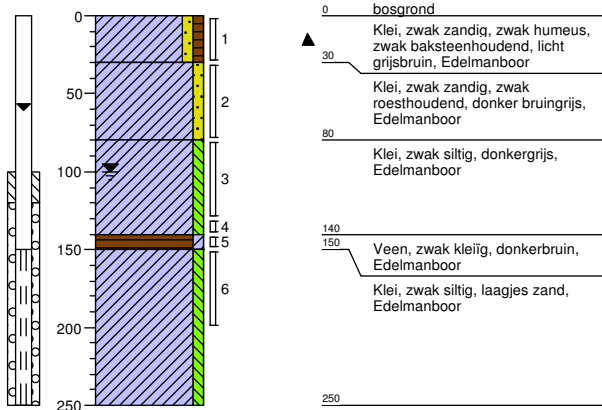 0
50
100
150
200
250
1
2
3
4
5
6
0
bosgrond
Klei, zwak zandig, zwak humeus,
zwak baksteenhoudend, licht
grijsbruin, Edelmanboor
30
Klei, zwak zandig, zwak
roesthoudend, donker bruingrijs,
Edelmanboor
80
Klei, zwak siltig, donkergrijs,
Edelmanboor
140
150
Veen, zwak kleiïg, donkerbruin,
Edelmanboor
Klei, zwak siltig, laagjes zand,
Edelmanboor
250